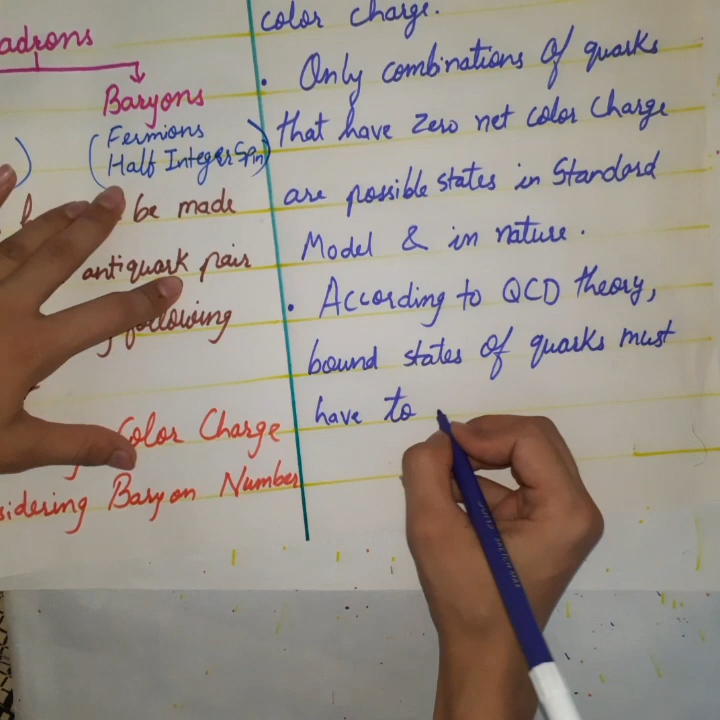 adrons
Baryons
(Fermions
Half Integer Spin)
)
be made
antiquark pair
following
Color Charge
sidering Baryon Number
color charge.
• Only combinations of quarks
that have zero net color charge
are possible states in Standard
Model & in nature.
• According to QCD theory,
bound states of quarks must
have to